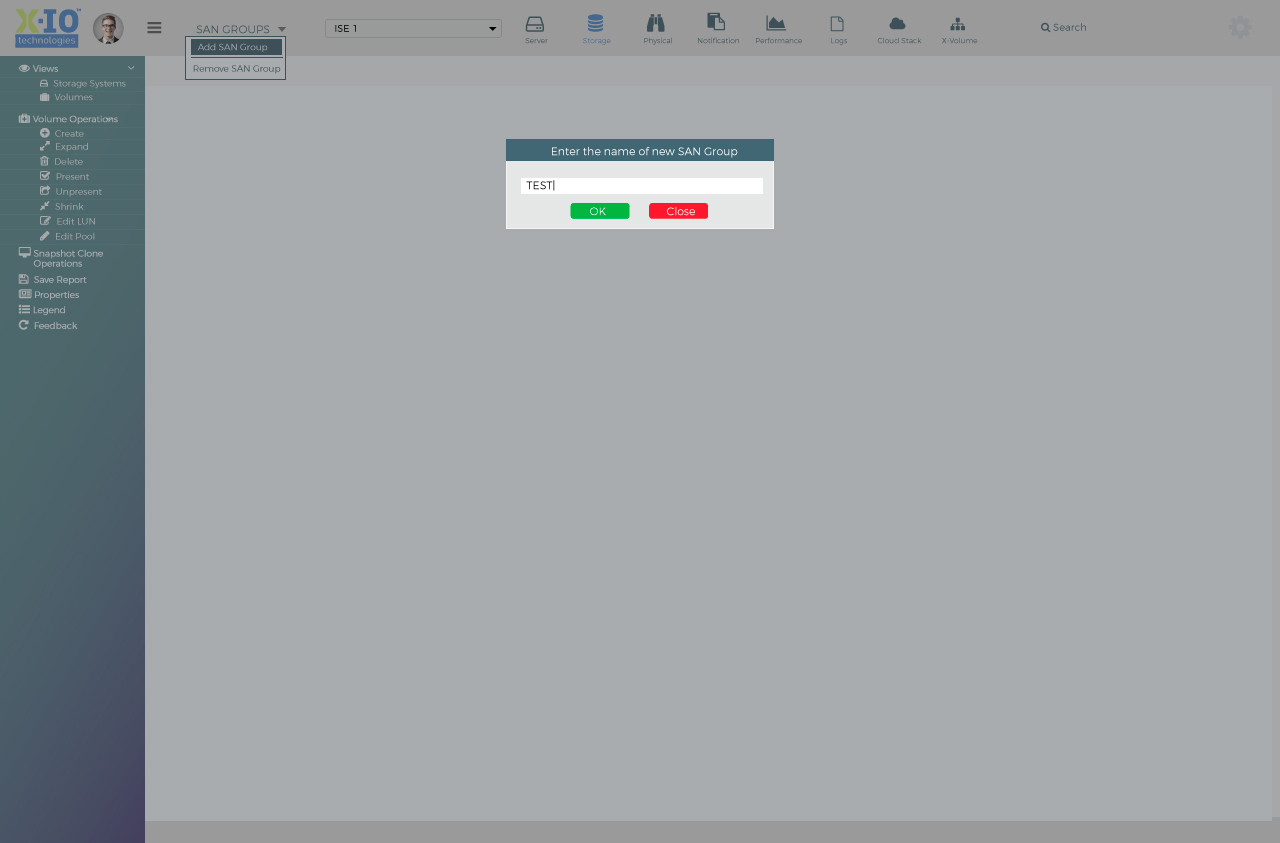 X-IO™
technologies
SAN GROUPS
ISE 1
Server
Storage
Physical
Notification
Performance
Logs
Cloud Stack
X-Volume
Search
Add SAN Group
Remove SAN Group
Views
Storage Systems
Volumes
Volume Operations
Create
Expand
Delete
Present
Unpresent
Shrink
Edit LUN
Edit Pool
Snapshot Clone
Operations
Save Report
Properties
Legend
Feedback
Enter the name of new SAN Group
TEST
OK
Close